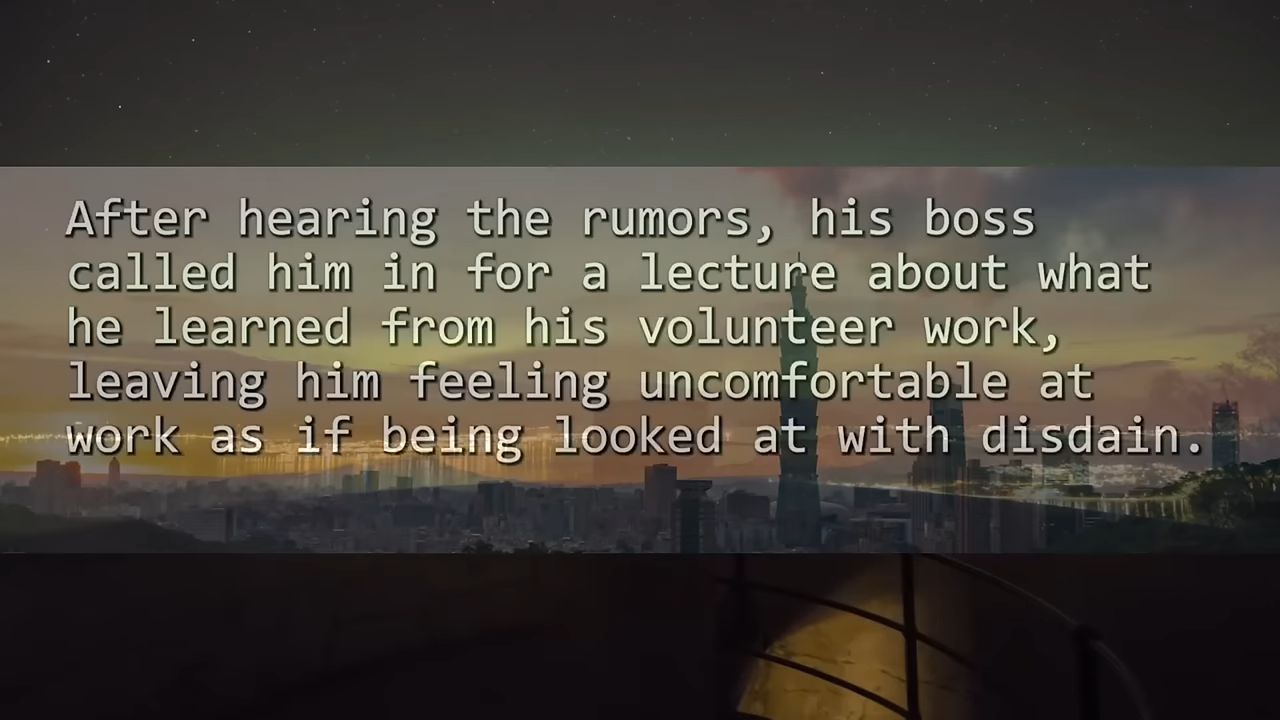 After hearing the rumors, his boss
called him in for a lecture about what
he learned from his volunteer work,
leaving him feeling uncomfortable at
work as if being looked at with disdain.